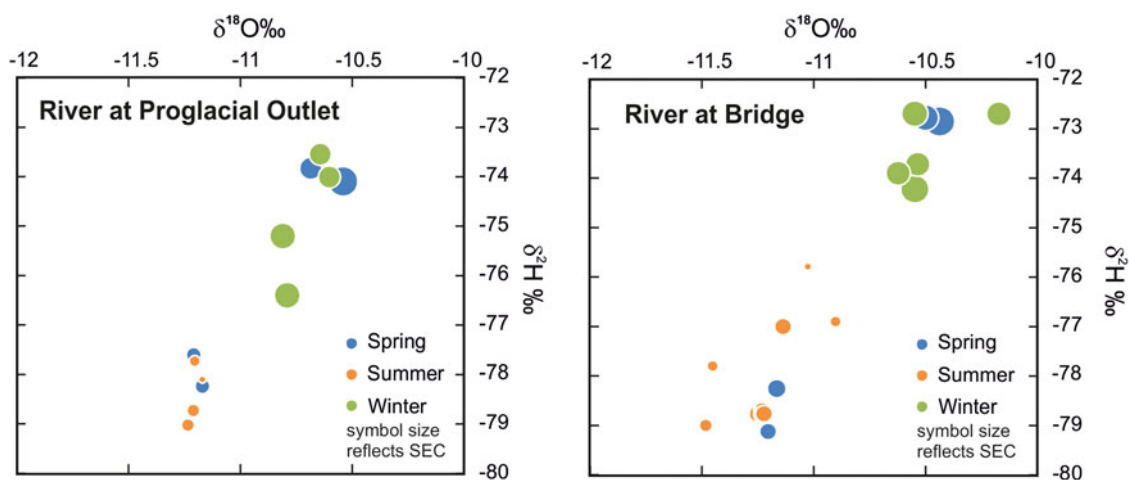 δ¹⁸O‰
-12 -11.5 -11 -10.5 -10
River at Proglacial Outlet
-72
-73
-74
-75
-76
-77
-78
-79
-80
δ²H ‰
Spring
Summer
Winter
symbol size
reflects SEC
δ¹⁸O‰
-12 -11.5 -11 -10.5 -10
River at Bridge
-72
-73
-74
-75
-76
-77
-78
-79
-80
δ²H ‰
Spring
Summer
Winter
symbol size
reflects SEC